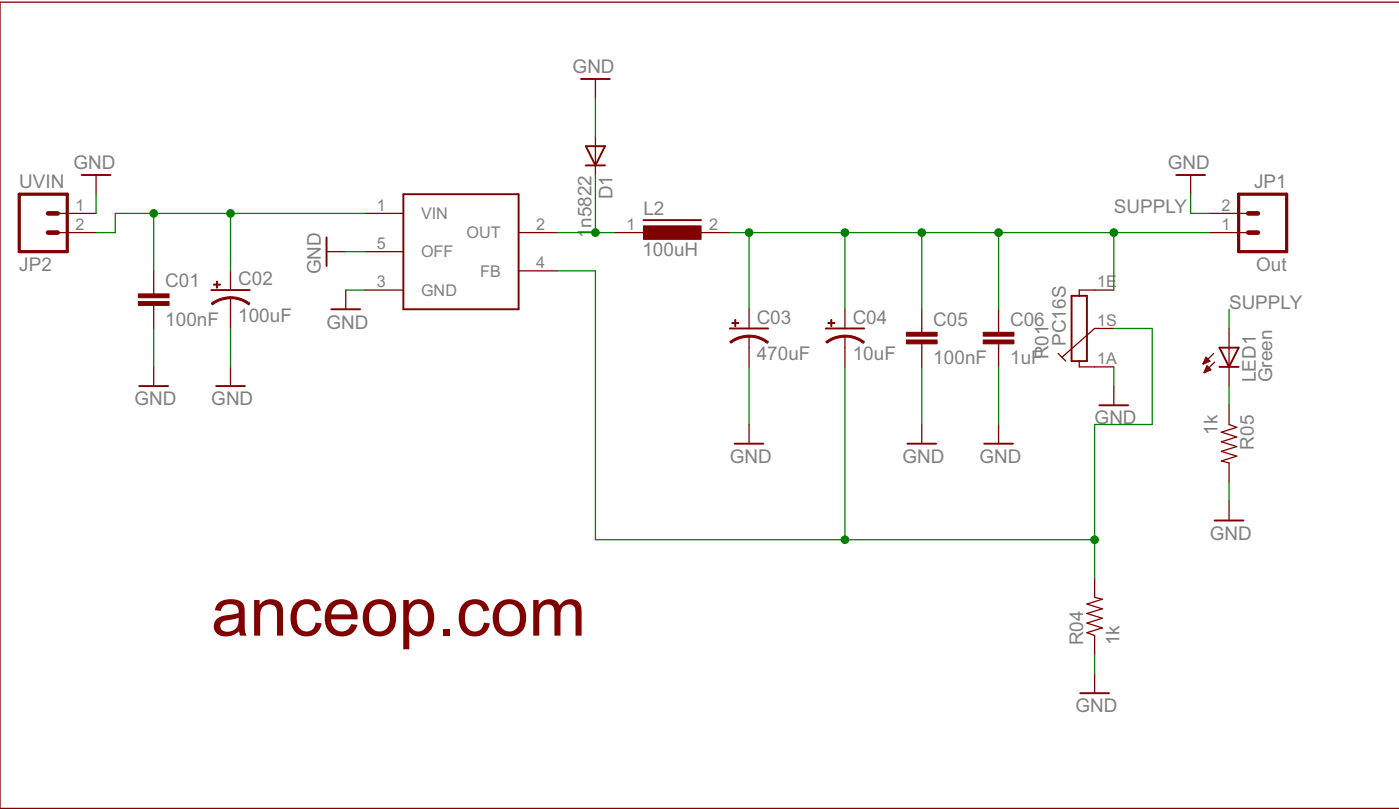 GND
GND
UVIN
1
2
JP2
C01
100nF
GND
C02
100uF
GND
1
VIN
5
OFF
GND
3
GND
GND
OUT
2
FB
4
1n5822
D1
L2
1
2
100uH
C03
470uF
GND
C04
10uF
C05
100nF
GND
C06
1uF
GND
R01
PC16S
1E
1S
1A
GND
GND
SUPPLY
2
1
JP1
Out
SUPPLY
LED1
Green
1k
R05
GND
R04
1k
GND
anceop.com